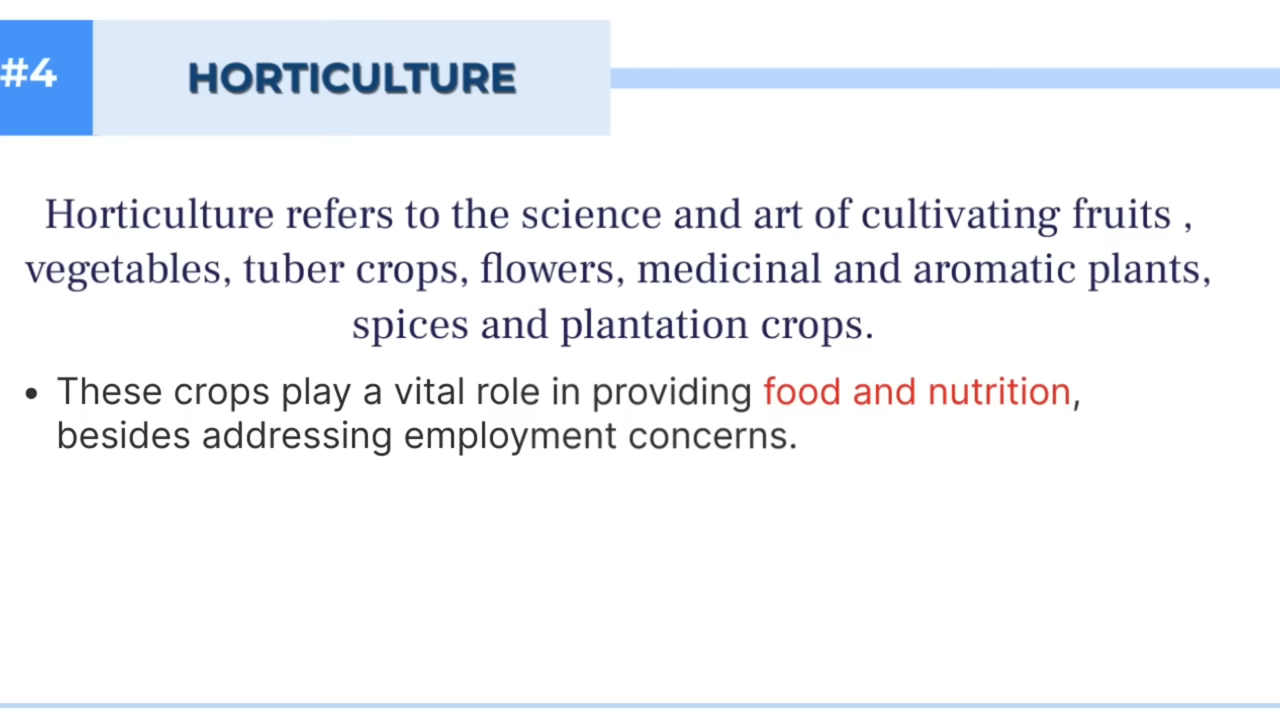 #4
HORTICULTURE
Horticulture refers to the science and art of cultivating fruits ,
vegetables, tuber crops, flowers, medicinal and aromatic plants,
spices and plantation crops.
• These crops play a vital role in providing food and nutrition,
besides addressing employment concerns.